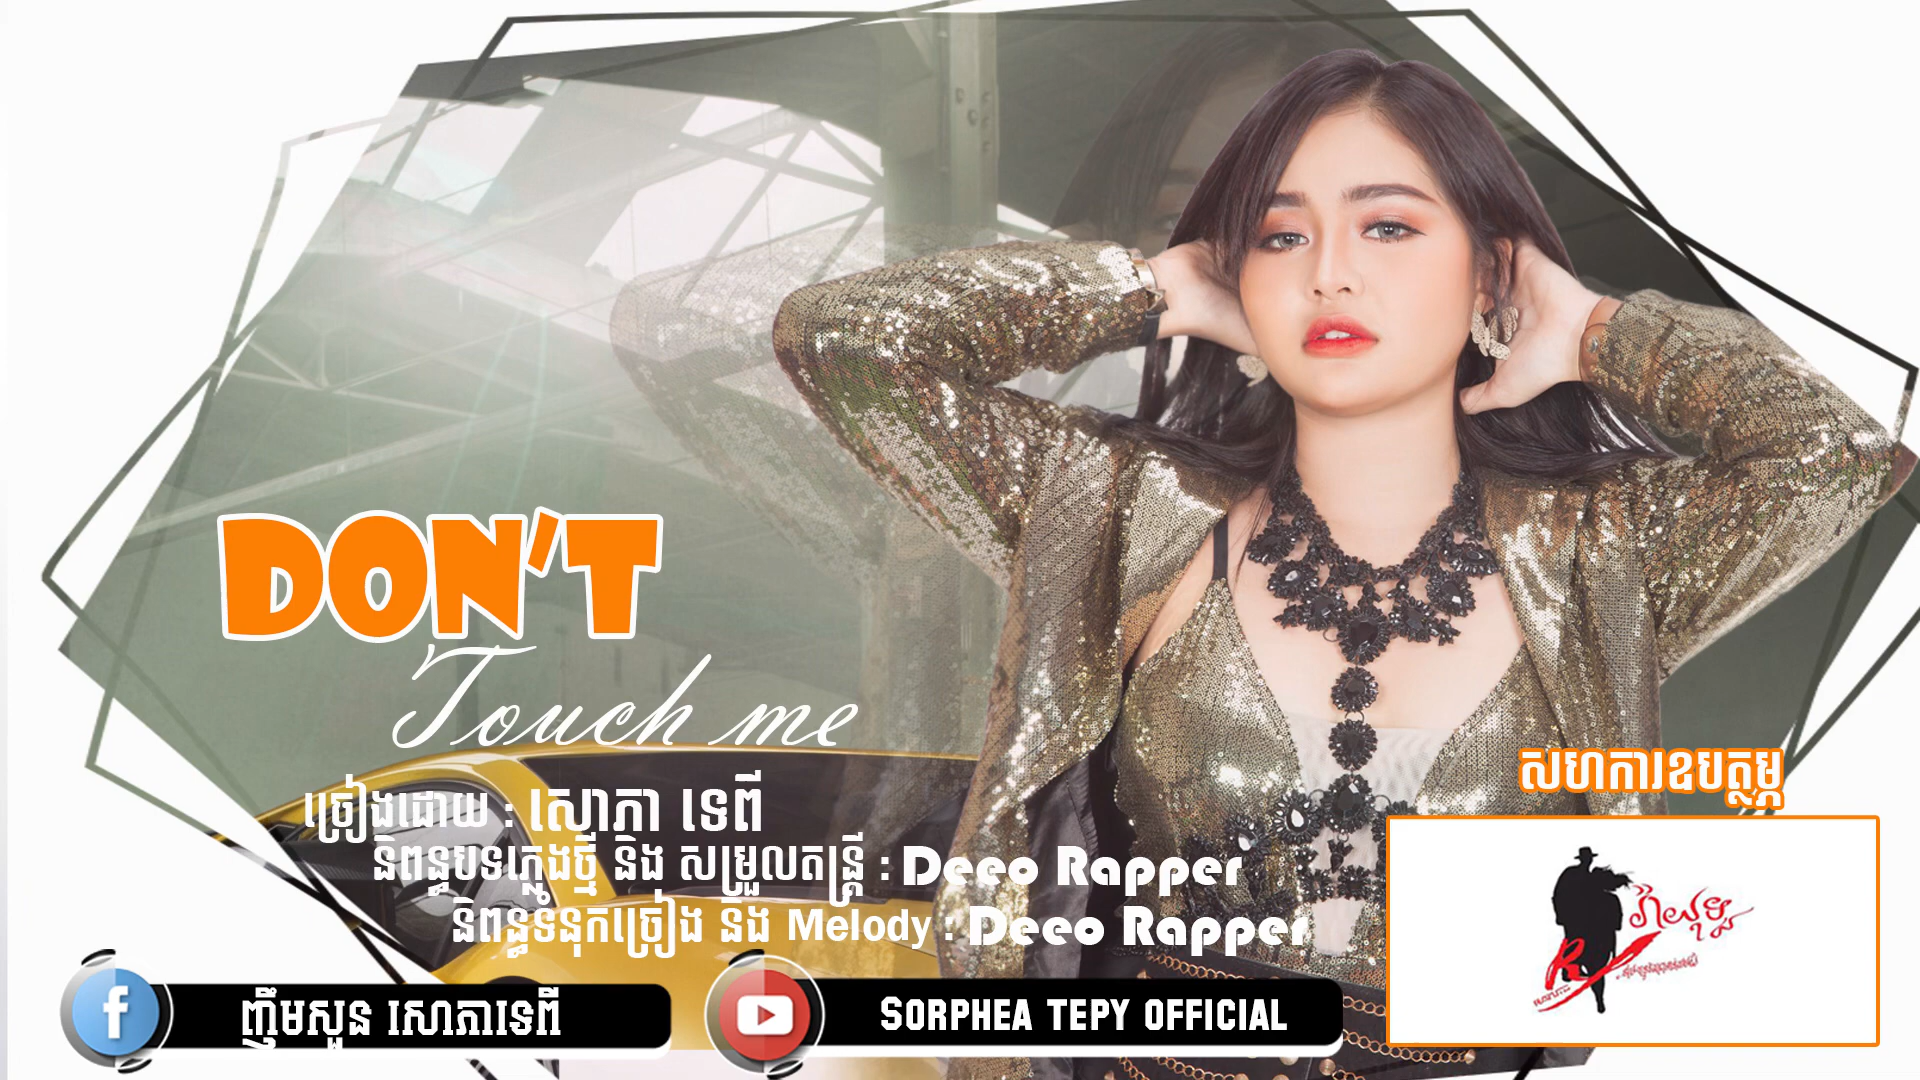 DON'T
Touch me
ច្រៀងដោយ : សោភា ទេពី
និពន្ធបទភ្លេងថ្មី និង សម្រួលតន្ត្រី : Deeo Rapper
និពន្ធទំនុកច្រៀង និង Melody : Deeo Rapper
សហការឧបត្ថម្ភ
ញឹមសួន សោភាទេពី
SORPHEA TEPY OFFICIAL